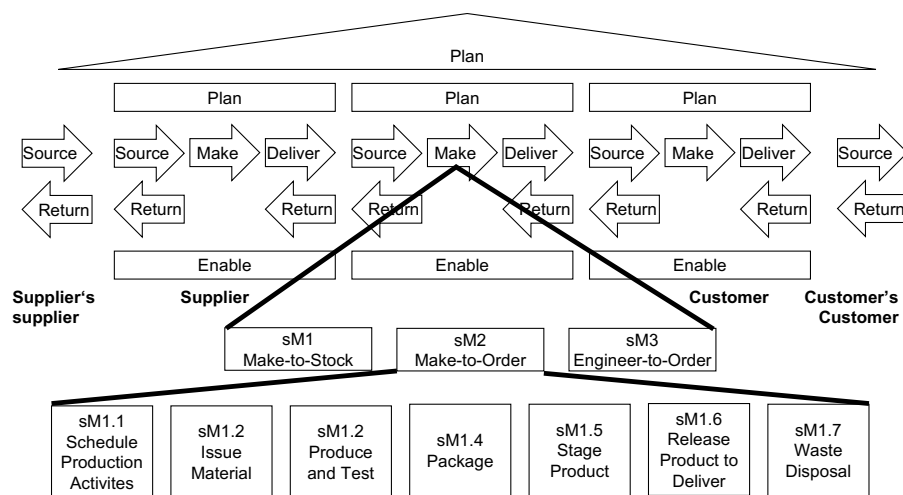 Plan
Plan Plan Plan
Source Source Make Deliver Source Make Deliver Source Make Deliver Source
Return Return Return Return Return Return Return Return
Enable Enable Enable
Supplier‘s Supplier Customer Customer’s
supplier Customer
sM1 sM2 sM3
Make-to-Stock Make-to-Order Engineer-to-Order
sM1.1
Schedule
Production
Activites
sM1.2
Issue
Material
sM1.2
Produce
and Test
sM1.4
Package
sM1.5
Stage
Product
sM1.6
Release
Product to
Deliver
sM1.7
Waste
Disposal